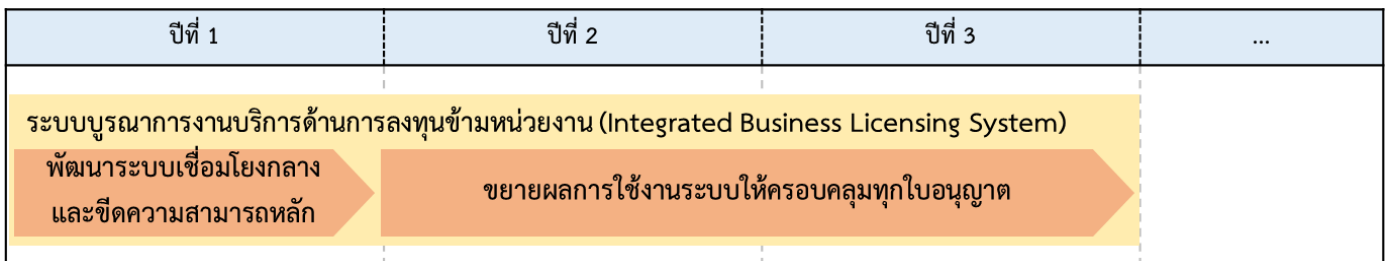 ปีที่ 1 ปีที่ 2 ปีที่ 3 ...
ระบบบูรณาการงานบริการด้านการลงทุนข้ามหน่วยงาน (Integrated Business Licensing System)
พัฒนาระบบเชื่อมโยงกลาง
และขีดความสามารถหลัก
ขยายผลการใช้งานระบบให้ครอบคลุมทุกใบอนุญาต